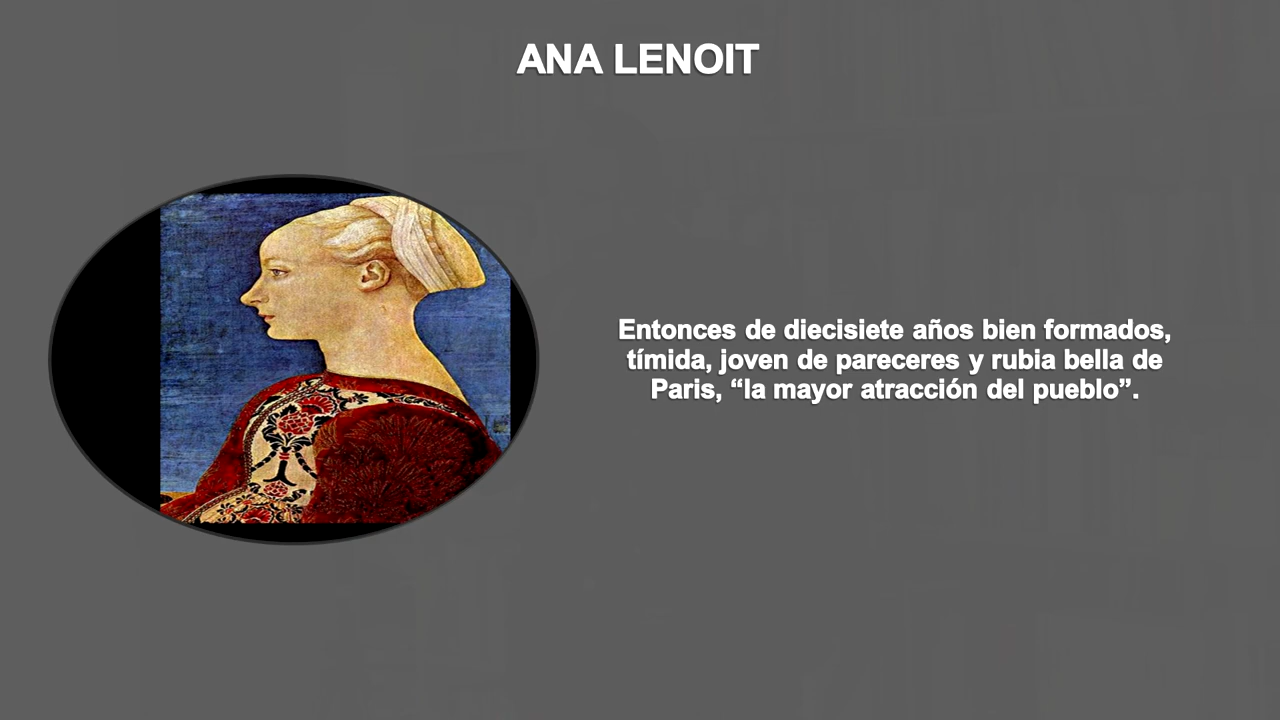 ANA LENOIT
Entonces de diecisiete años bien formados,
tímida, joven de pareceres y rubia bella de
Paris, “la mayor atracción del pueblo”.